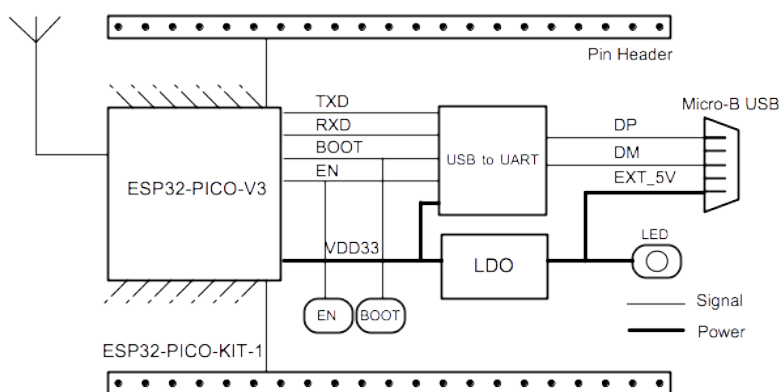 Pin Header
Micro-B USB
TXD
RXD
BOOT
EN
ESP32-PICO-V3
USB to UART
DP
DM
EXT_5V
VDD33
LDO
LED
EN
BOOT
Signal
Power
ESP32-PICO-KIT-1